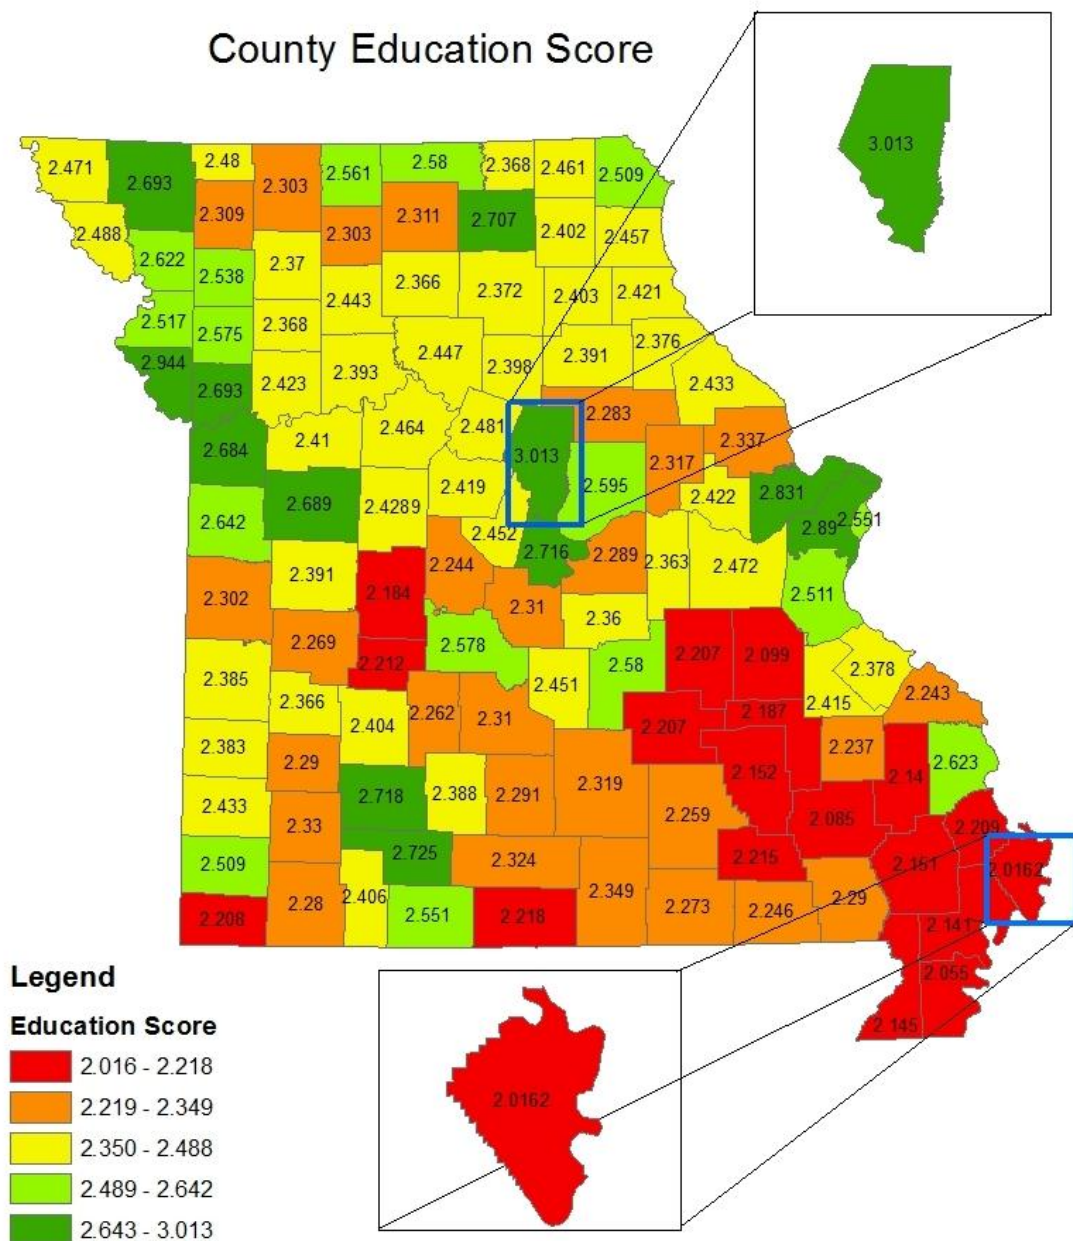 County Education Score
3.013
2.471 2.693 2.48 2.303 2.561 2.58 2.368 2.461 2.509
2.488 2.309 2.303 2.311 2.707 2.402 2.457
2.622 2.538 2.37 2.443 2.366 2.372 2.403 2.421
2.517 2.575 2.368 2.447 2.398 2.391 2.376
2.944 2.693 2.423 2.393 2.433
2.684 2.41 2.464 2.481 3.013 2.283 2.317 2.337
2.642 2.689 2.4289 2.419 2.452 2.595 2.422 2.831 2.89 2.551
2.302 2.391 2.184 2.244 2.716 2.31 2.289 2.363 2.472 2.511
2.269 2.212 2.578 2.36
2.385 2.366 2.404 2.262 2.31 2.451 2.58 2.207 2.099 2.415 2.378 2.243
2.383 2.29 2.207 2.187 2.237 2.14 2.623
2.433 2.33 2.718 2.388 2.291 2.319 2.259 2.152 2.085 2.209
2.509 2.725 2.324 2.215 2.151 2.0162
2.208 2.28 2.406 2.551 2.218 2.349 2.273 2.246 2.29 2.141
2.055
2.145
2.0162
Legend
Education Score
2.016 - 2.218
2.219 - 2.349
2.350 - 2.488
2.489 - 2.642
2.643 - 3.013